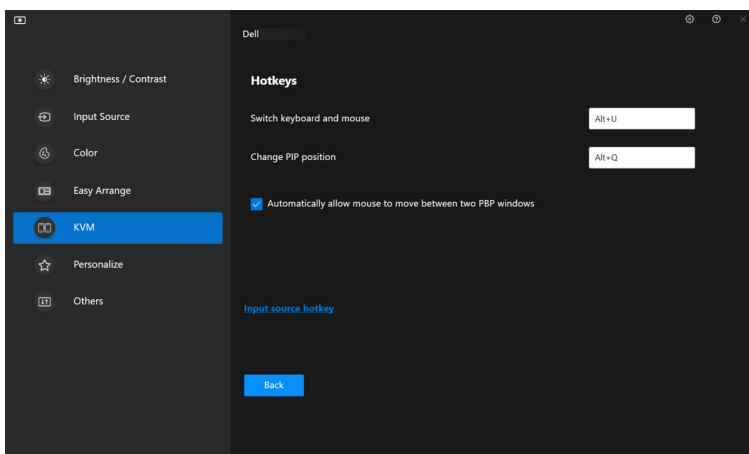 Dell
Brightness / Contrast
Input Source
Color
Easy Arrange
KVM
Personalize
Others
Hotkeys
Switch keyboard and mouse
Alt+U
Change PIP position
Alt+Q
Automatically allow mouse to move between two PBP windows
Input source hotkey
Back